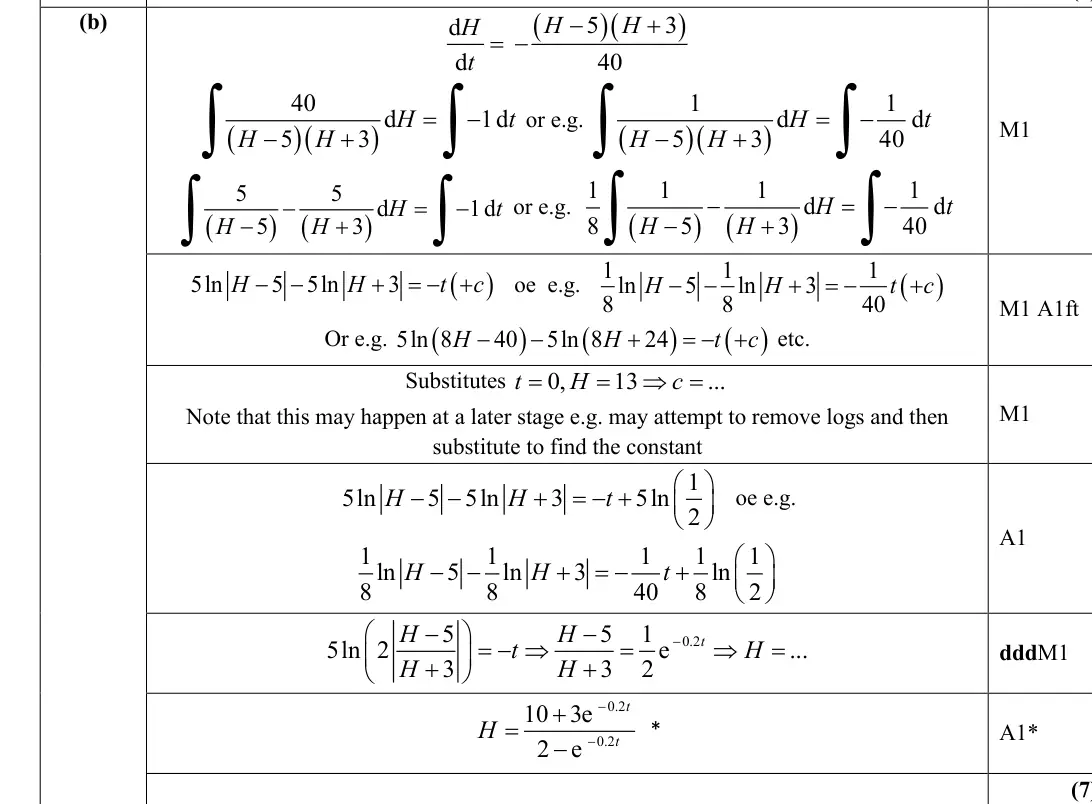 (b)
dH/dt = −(H − 5)(H + 3)/40
∫ 40/((H − 5)(H + 3)) dH = ∫ −1 dt or e.g. ∫ 1/((H − 5)(H + 3)) dH = ∫ −1/40 dt
M1
∫ 5/(H − 5) − 5/(H + 3) dH = ∫ −1 dt or e.g. 1/8 ∫ 1/(H − 5) − 1/(H + 3) dH = ∫ −1/40 dt
5ln|H − 5| − 5ln|H + 3| = −t(+c) oe e.g. 1/8 ln|H − 5| − 1/8 ln|H + 3| = −1/40 t(+c)
M1 A1ft
Or e.g. 5ln(8H − 40) − 5ln(8H + 24) = −t(+c) etc.
Substitutes t = 0, H = 13 ⇒ c = ...
Note that this may happen at a later stage e.g. may attempt to remove logs and then
substitute to find the constant
M1
5ln|H − 5| − 5ln|H + 3| = −t + 5ln(1/2) oe e.g.
1/8 ln|H − 5| − 1/8 ln|H + 3| = −1/40 t + 1/8 ln(1/2)
A1
5ln(2|(H − 5)/(H + 3)|) = −t ⇒ (H − 5)/(H + 3) = 1/2 e^(−0.2t) ⇒ H = ...
dddM1
H = (10 + 3e^(−0.2t))/(2 − e^(−0.2t)) *
A1*
(7